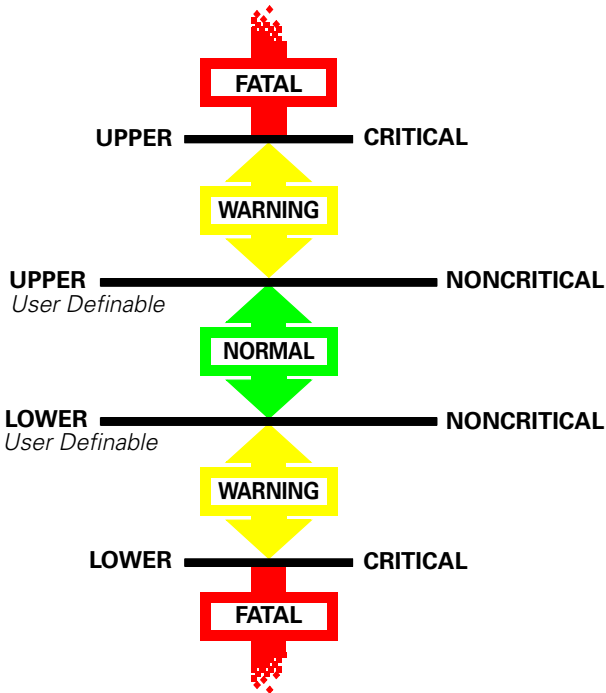 FATAL
UPPER CRITICAL
WARNING
UPPER NONCRITICAL
User Definable
NORMAL
LOWER NONCRITICAL
User Definable
WARNING
LOWER CRITICAL
FATAL